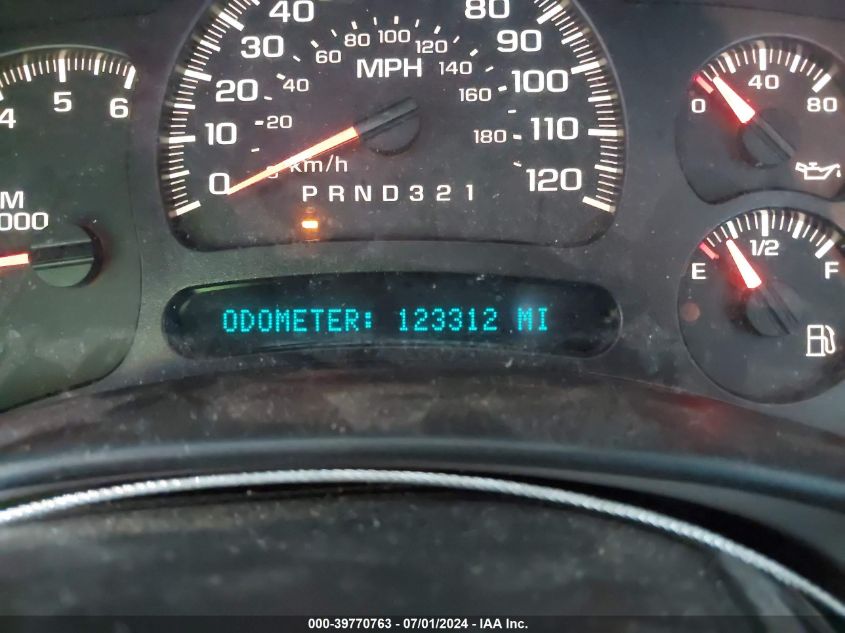 40 80
30 90
20 100
10 110
0 120
MPH
60 80 100 120 140
40 160
20 180
0 km/h
P R N D 3 2 1
4 5 6
M
000
0 40 80
E 1/2 F
ODOMETER: 123312 MI
000-39770763 - 07/01/2024 - IAA Inc.